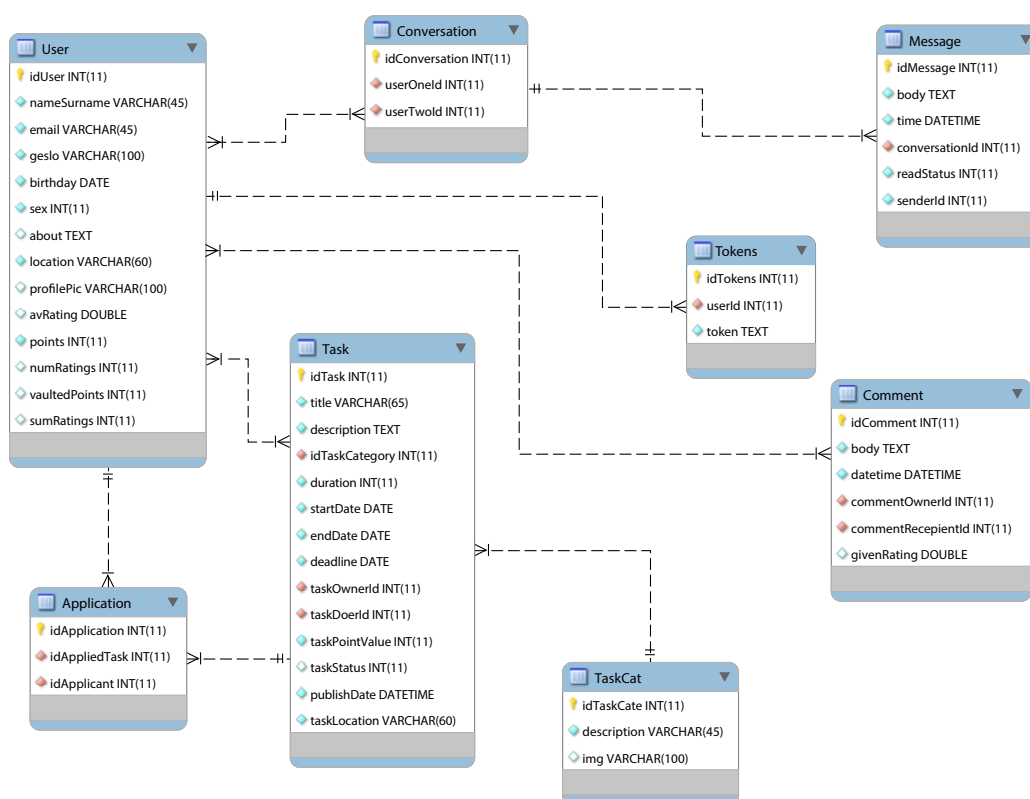 User
idUser INT(11)
nameSurname VARCHAR(45)
email VARCHAR(45)
geslo VARCHAR(100)
birthday DATE
sex INT(11)
about TEXT
location VARCHAR(60)
profilePic VARCHAR(100)
avRating DOUBLE
points INT(11)
numRatings INT(11)
vaultedPoints INT(11)
sumRatings INT(11)
Conversation
idConversation INT(11)
userOneId INT(11)
userTwoId INT(11)
Message
idMessage INT(11)
body TEXT
time DATETIME
conversationId INT(11)
readStatus INT(11)
senderId INT(11)
Tokens
idTokens INT(11)
userId INT(11)
token TEXT
Task
idTask INT(11)
title VARCHAR(65)
description TEXT
idTaskCategory INT(11)
duration INT(11)
startDate DATE
endDate DATE
deadline DATE
taskOwnerId INT(11)
taskDoerId INT(11)
taskPointValue INT(11)
taskStatus INT(11)
publishDate DATETIME
taskLocation VARCHAR(60)
Comment
idComment INT(11)
body TEXT
datetime DATETIME
commentOwnerId INT(11)
commentRecepientId INT(11)
givenRating DOUBLE
Application
idApplication INT(11)
idAppliedTask INT(11)
idApplicant INT(11)
TaskCat
idTaskCate INT(11)
description VARCHAR(45)
img VARCHAR(100)